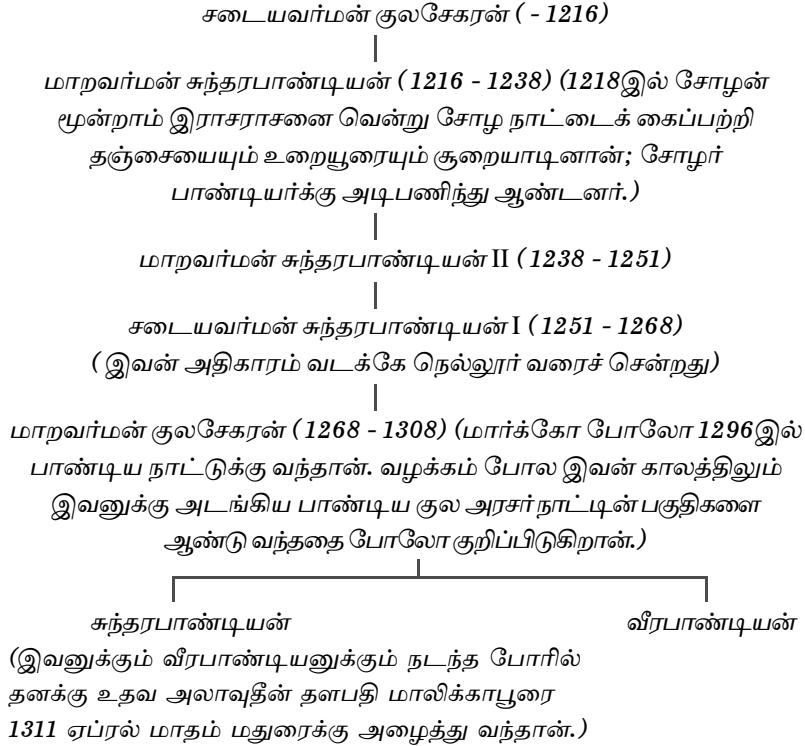 சடையவர்மன் குலசேகரன் ( - 1216)
மாறவர்மன் சுந்தரபாண்டியன் (1216 - 1238) (1218இல் சோழன்
மூன்றாம் இராசராசனை வென்று சோழ நாட்டைக் கைப்பற்றி
தஞ்சையையும் உறையூரையும் சூறையாடினான்; சோழர்
பாண்டியர்க்கு அடிபணிந்து ஆண்டனர்.)
மாறவர்மன் சுந்தரபாண்டியன் II (1238 - 1251)
சடையவர்மன் சுந்தரபாண்டியன் I (1251 - 1268)
(இவன் அதிகாரம் வடக்கே நெல்லூர் வரைச் சென்றது)
மாறவர்மன் குலசேகரன் (1268 - 1308) (மார்க்கோ போலோ 1296இல்
பாண்டிய நாட்டுக்கு வந்தான். வழக்கம் போல இவன் காலத்திலும்
இவனுக்கு அடங்கிய பாண்டிய குல அரசர் நாட்டின் பகுதிகளை
ஆண்டு வந்ததை போலோ குறிப்பிடுகிறான்.)
சுந்தரபாண்டியன் வீரபாண்டியன்
(இவனுக்கும் வீரபாண்டியனுக்கும் நடந்த போரில்
தனக்கு உதவ அலாவுதீன் தளபதி மாலிக்காபூரை
1311 ஏப்ரல் மாதம் மதுரைக்கு அழைத்து வந்தான்.)